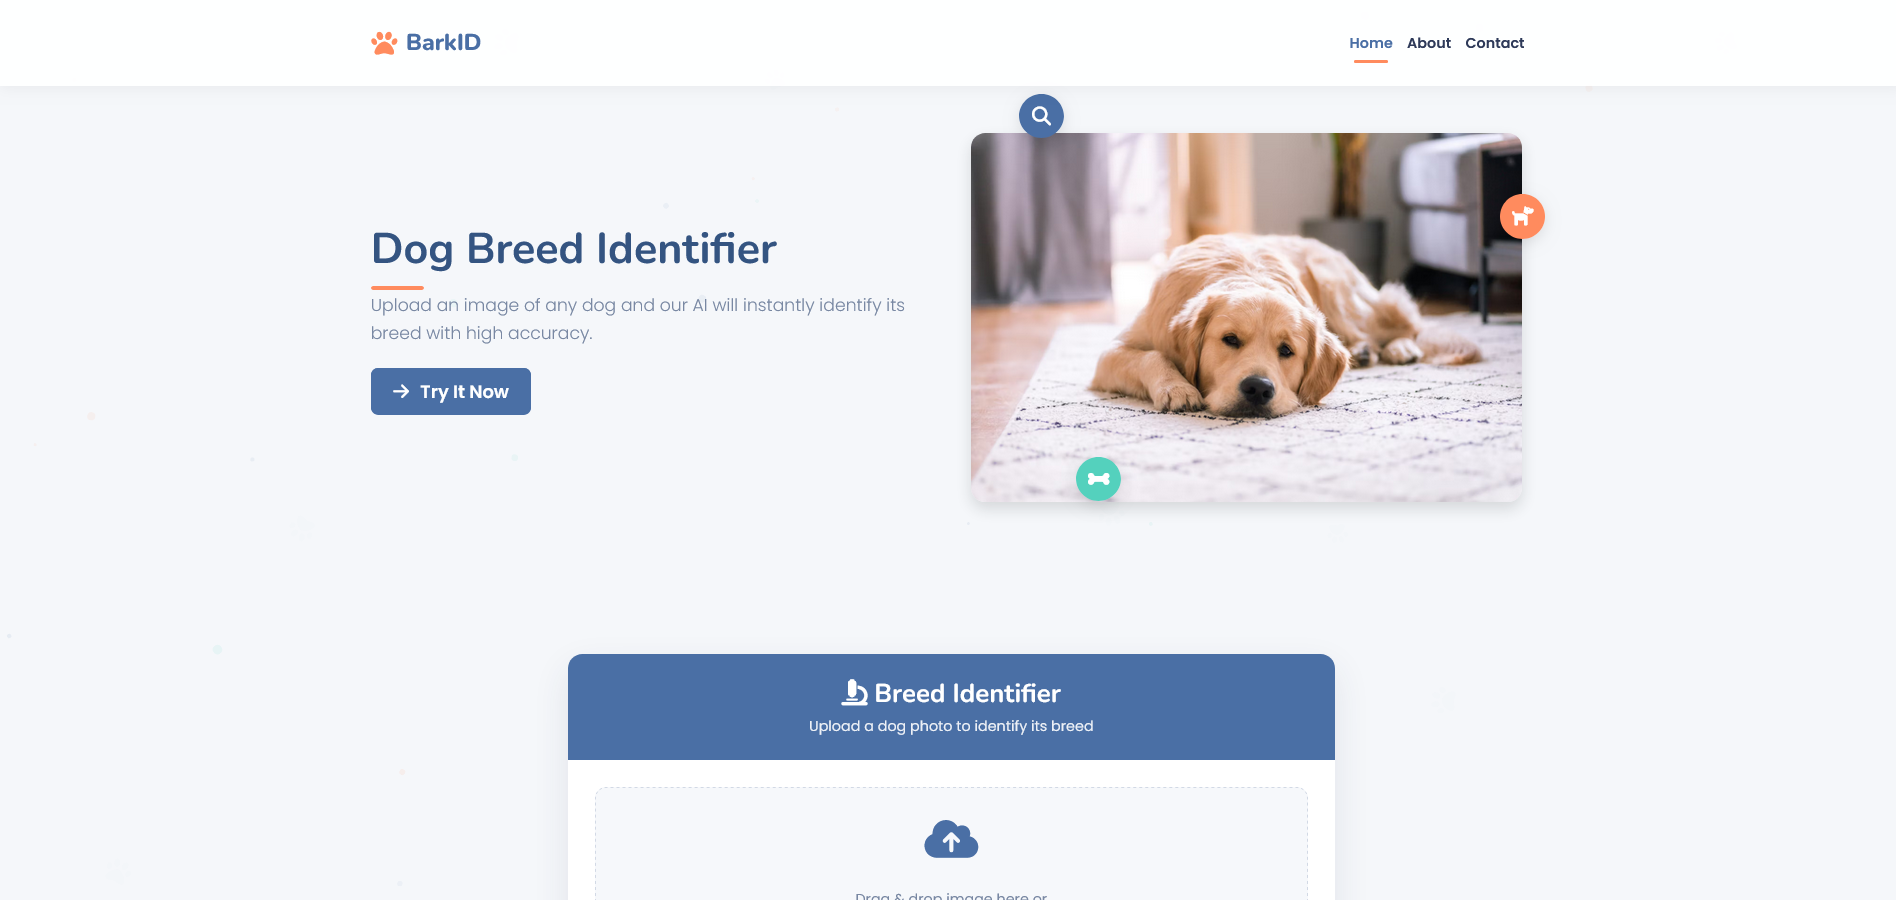 BarkID
Home About Contact
Dog Breed Identifier
Upload an image of any dog and our AI will instantly identify its
breed with high accuracy.
Try It Now
Breed Identifier
Upload a dog photo to identify its breed
Drag & drop image here or